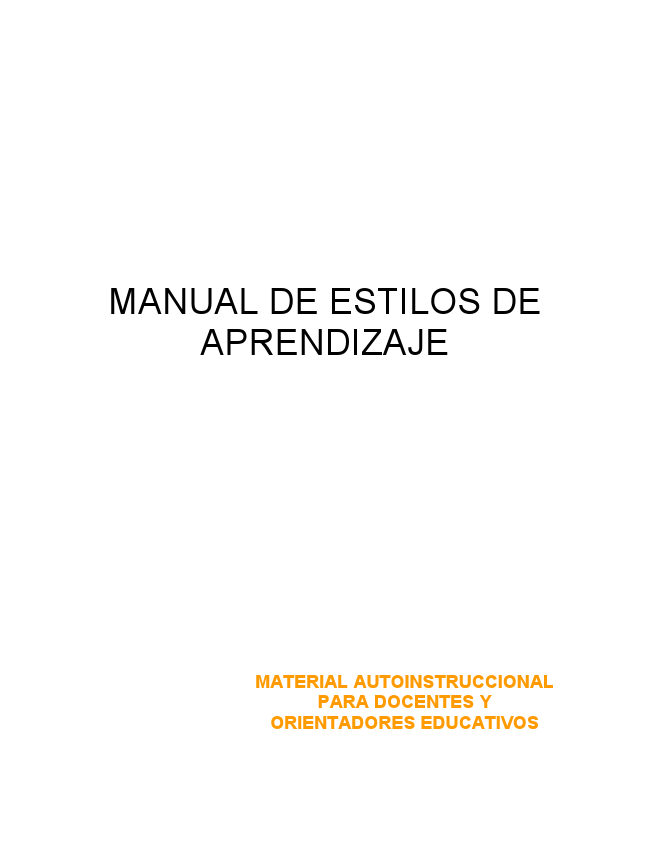 MANUAL DE ESTILOS DE
APRENDIZAJE
MATERIAL AUTOINSTRUCCIONAL
PARA DOCENTES Y
ORIENTADORES EDUCATIVOS